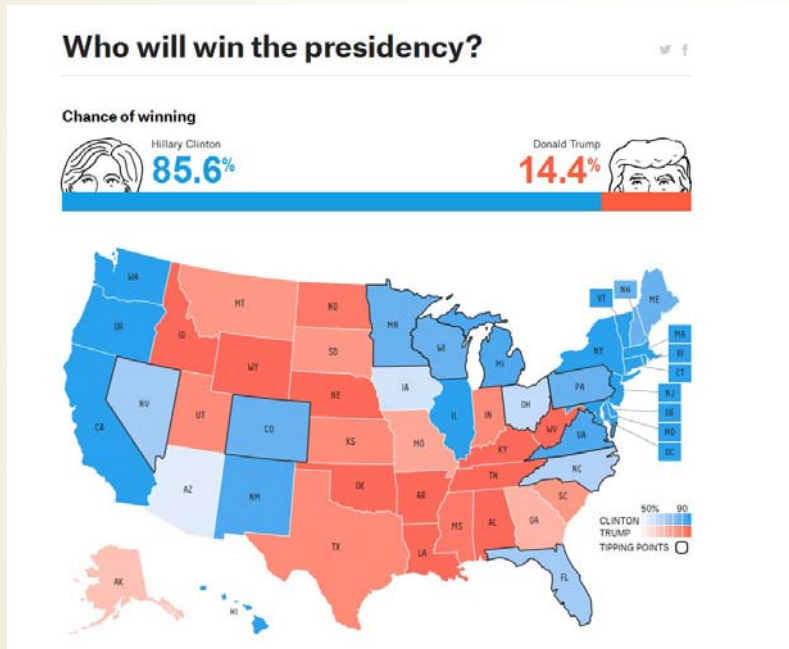 Who will win the presidency?
Chance of winning
Hillary Clinton
85.6%
Donald Trump
14.4%
WA
OR
CA
NV
ID
MT
WY
UT
AZ
CO
NM
ND
SD
NE
KS
OK
TX
MN
IA
MO
AR
LA
WI
IL
MI
IN
OH
KY
TN
MS
AL
GA
FL
SC
NC
VA
WV
PA
NY
VT
NH
ME
MA
RI
CT
NJ
DE
MD
DC
AK
HI
50% 90
CLINTON
TRUMP
TIPPING POINTS